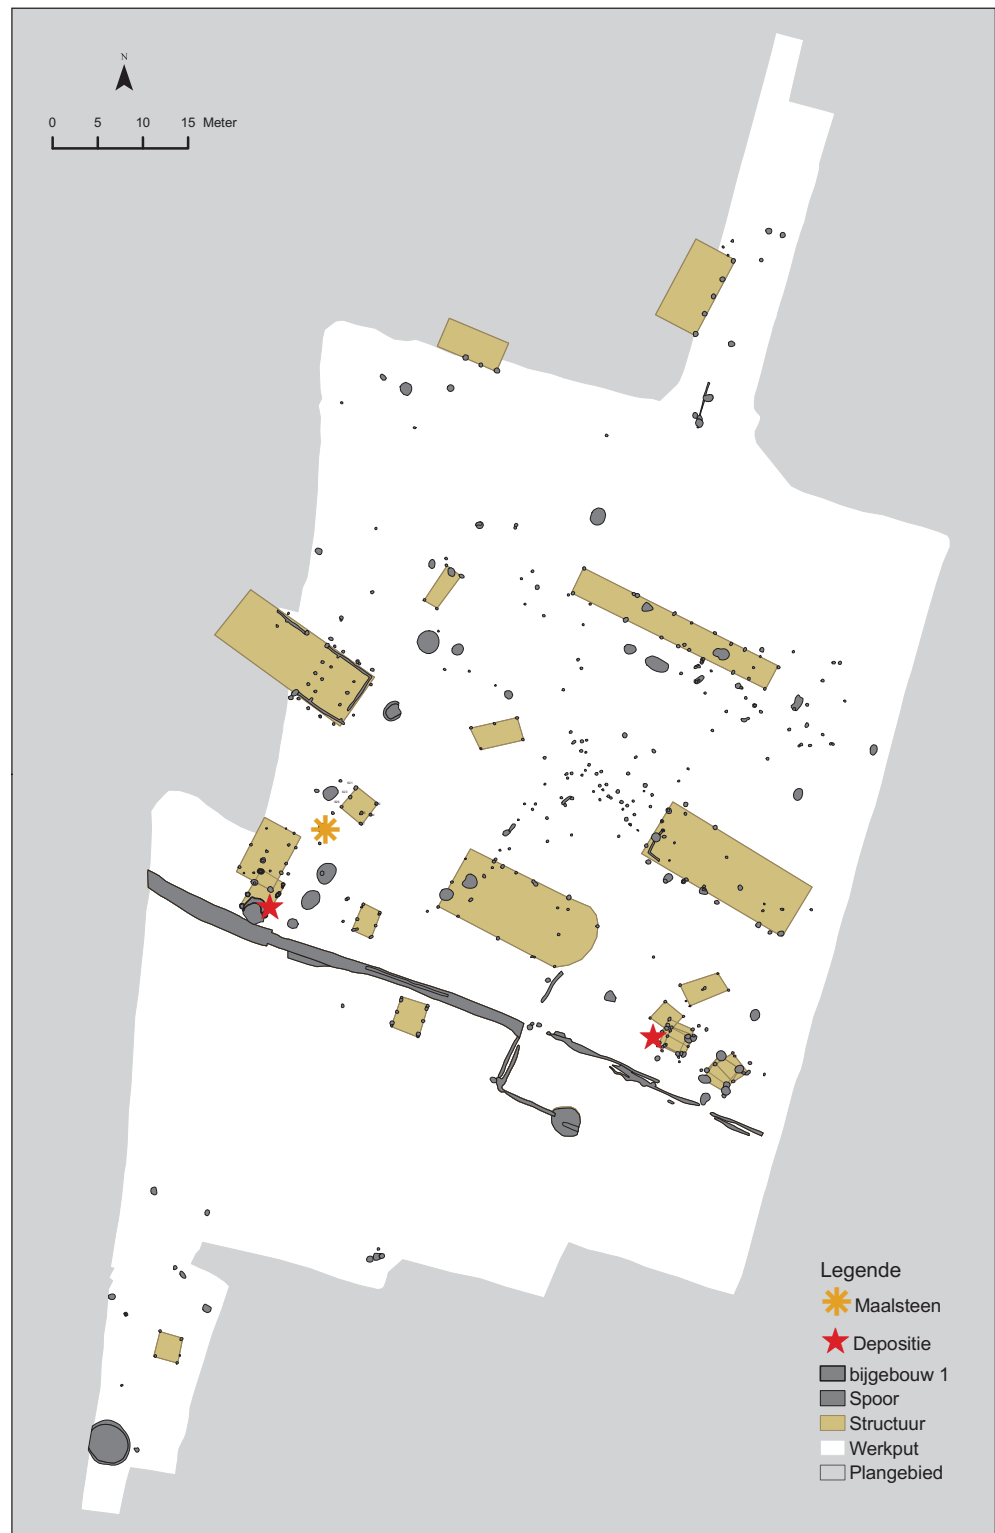 N
0 5 10 15 Meter
Legende
Maalsteen
Depositie
bijgebouw 1
Spoor
Structuur
Werkput
Plangebied